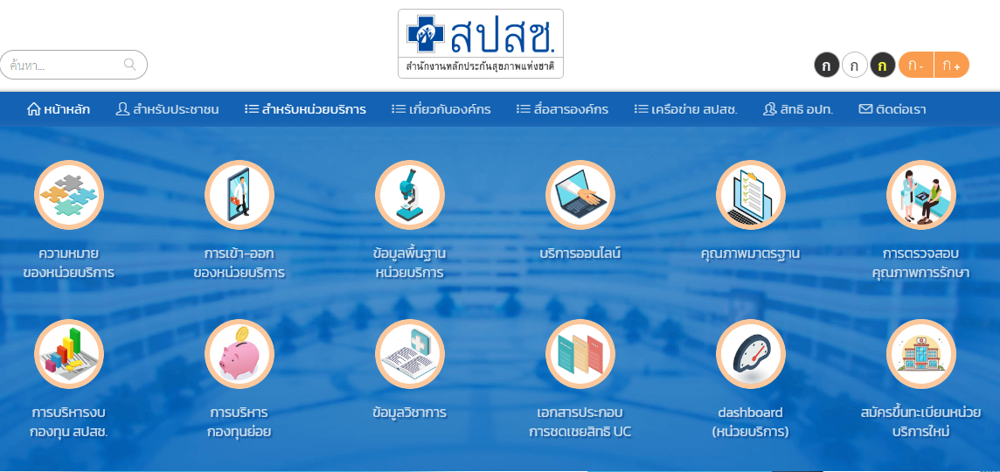 สปสช.
สำนักงานหลักประกันสุขภาพแห่งชาติ
ค้นหา...
ก ก ก ก - ก +
หน้าหลัก สำหรับประชาชน สำหรับหน่วยบริการ เกี่ยวกับองค์กร สื่อสารองค์กร เครือข่าย สปสช. สิทธิ อปท. ติดต่อเรา
ความหมาย
ของหน่วยบริการ
การเข้า-ออก
ของหน่วยบริการ
ข้อมูลพื้นฐาน
หน่วยบริการ
บริการออนไลน์
คุณภาพมาตรฐาน
การตรวจสอบ
คุณภาพการรักษา
การบริหารงบ
กองทุน สปสช.
การบริหาร
กองทุนย่อย
ข้อมูลวิชาการ
เอกสารประกอบ
การชดเชยสิทธิ UC
dashboard
(หน่วยบริการ)
สมัครขึ้นทะเบียนหน่วย
บริการใหม่